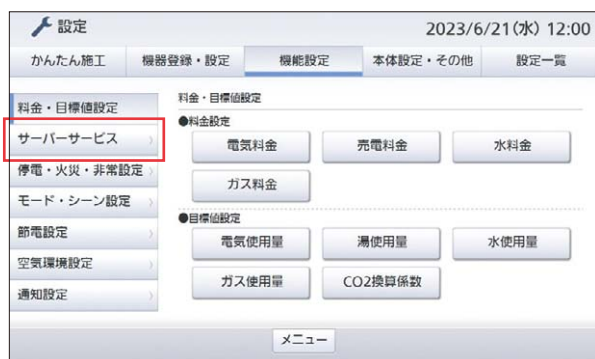 設定
2023/6/21(水) 12:00
かんたん施工 機器登録・設定 機能設定 本体設定・その他 設定一覧
料金・目標値設定
サーバーサービス
停電・火災・非常設定
モード・シーン設定
節電設定
空気環境設定
通知設定
料金・目標値設定
●料金設定
電気料金 売電料金 水料金
ガス料金
●目標値設定
電気使用量 湯使用量 水使用量
ガス使用量 CO2換算係数
メニュー